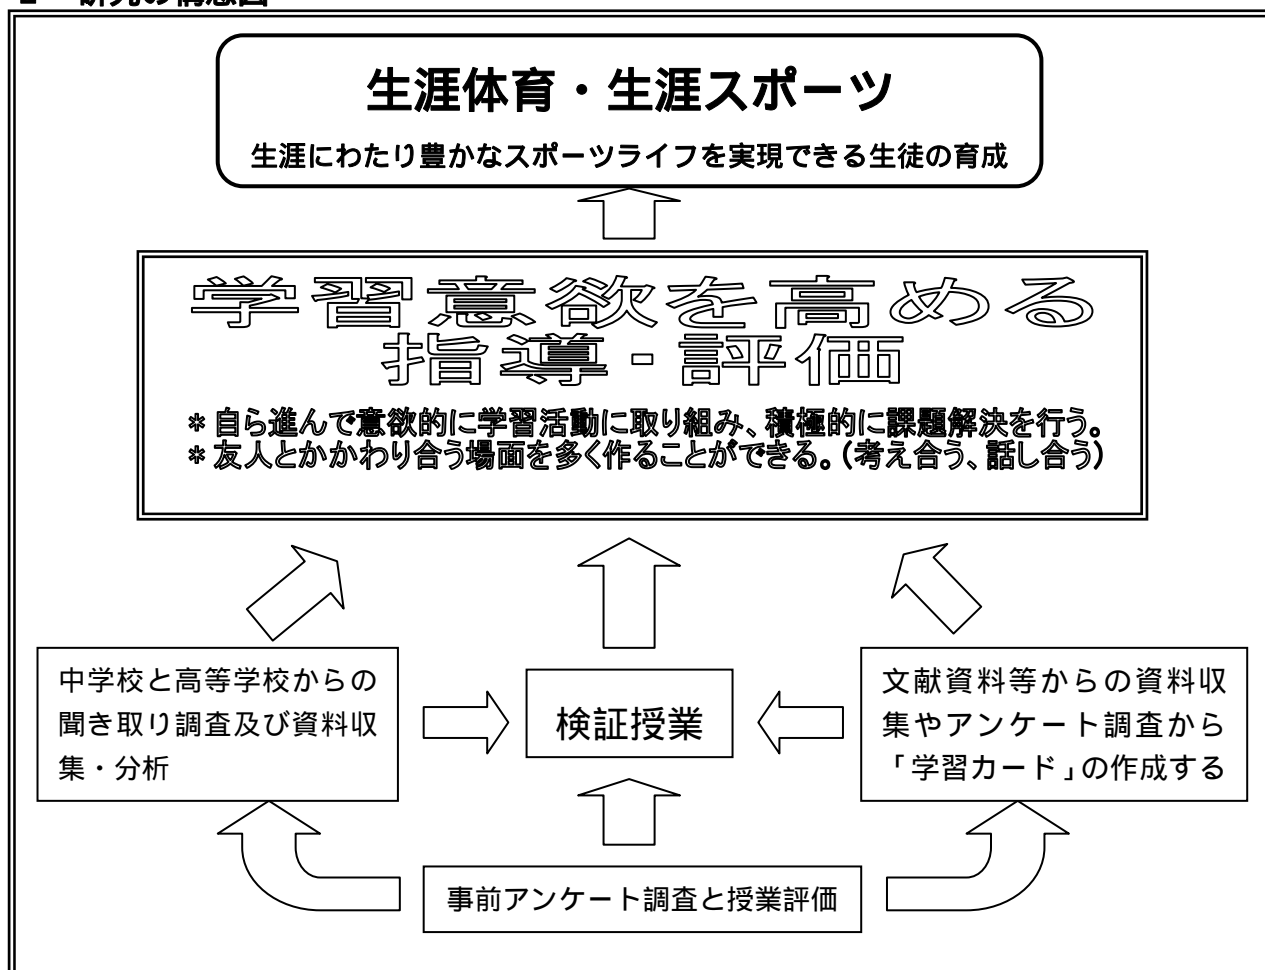 生涯体育・生涯スポーツ
生涯にわたり豊かなスポーツライフを実現できる生徒の育成
学習意欲を高める
指導・評価
＊自ら進んで意欲的に学習活動に取り組み、積極的に課題解決を行う。
＊友人とかかわり合う場面を多く作ることができる。(考え合う、話し合う)
中学校と高等学校からの
聞き取り調査及び資料収
集・分析
検証授業
文献資料等からの資料収
集やアンケート調査から
「学習カード」の作成する
事前アンケート調査と授業評価